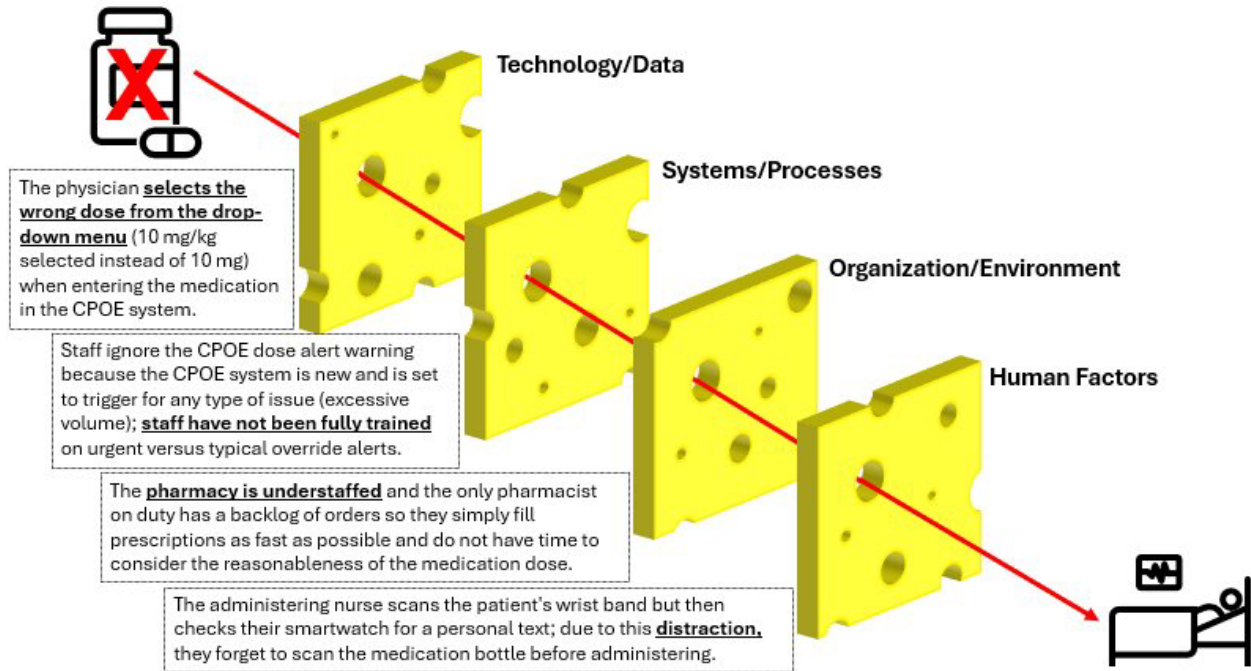 Technology/Data
Systems/Processes
Organization/Environment
Human Factors
The physician selects the
wrong dose from the drop-
down menu (10 mg/kg
selected instead of 10 mg)
when entering the medication
in the CPOE system.
Staff ignore the CPOE dose alert warning
because the CPOE system is new and is set
to trigger for any type of issue (excessive
volume); staff have not been fully trained
on urgent versus typical override alerts.
The pharmacy is understaffed and the only pharmacist
on duty has a backlog of orders so they simply fill
prescriptions as fast as possible and do not have time to
consider the reasonableness of the medication dose.
The administering nurse scans the patient's wrist band but then
checks their smartwatch for a personal text; due to this distraction,
they forget to scan the medication bottle before administering.